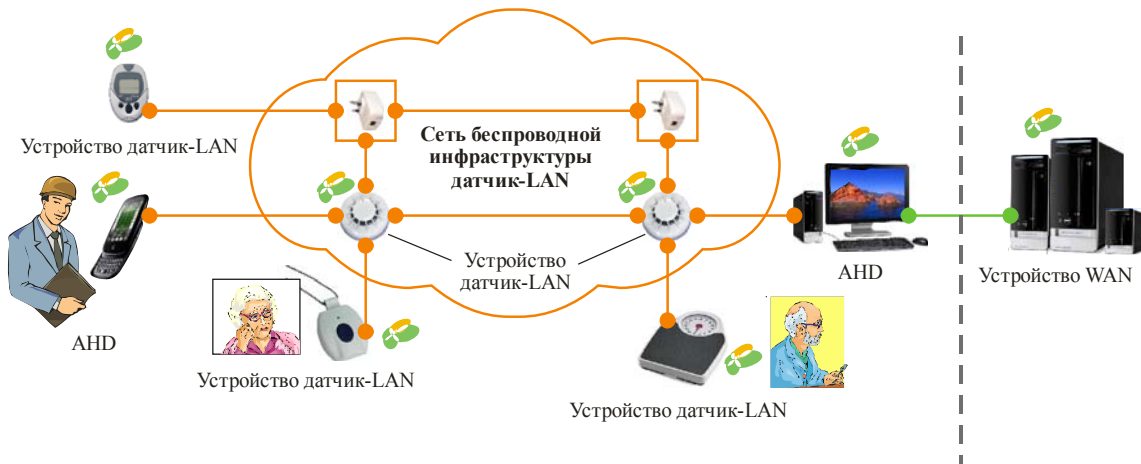 Устройство датчик-LAN
Сеть беспроводной
инфраструктуры
датчик-LAN
Устройство
датчик-LAN
AHD
Устройство WAN
AHD
Устройство датчик-LAN
Устройство датчик-LAN